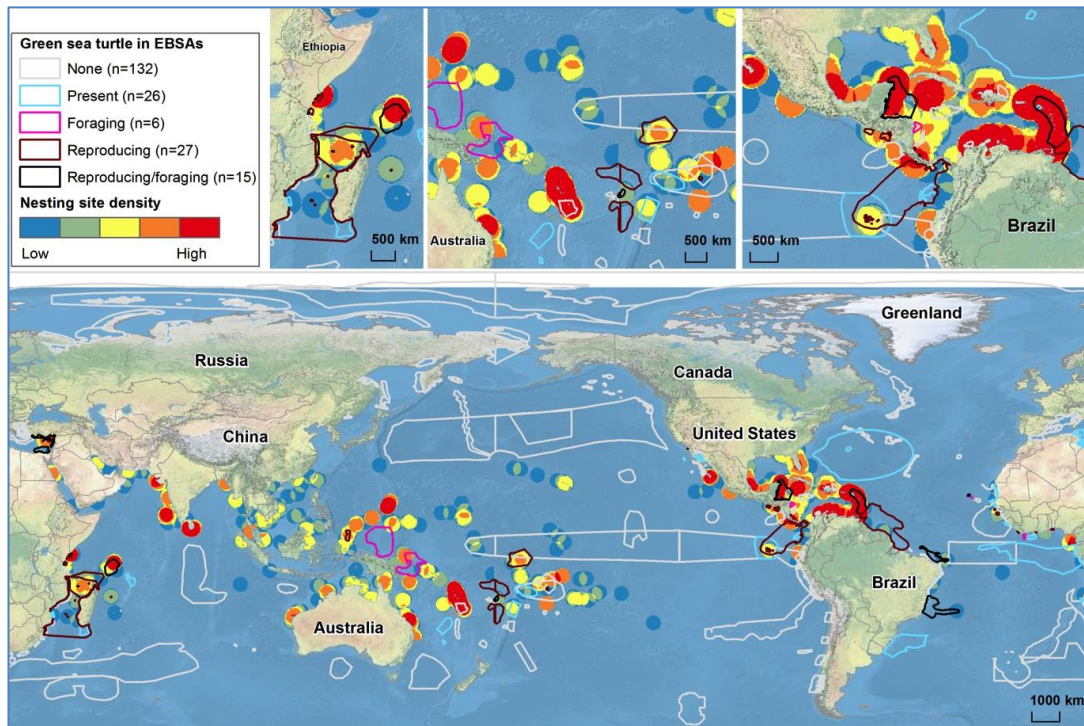 Green sea turtle in EBSAs
None (n=132)
Present (n=26)
Foraging (n=6)
Reproducing (n=27)
Reproducing/foraging (n=15)
Nesting site density
Low High
Ethiopia
500 km
Australia
500 km
500 km
Brazil
Greenland
Russia
Canada
China
United States
Brazil
Australia
1000 km